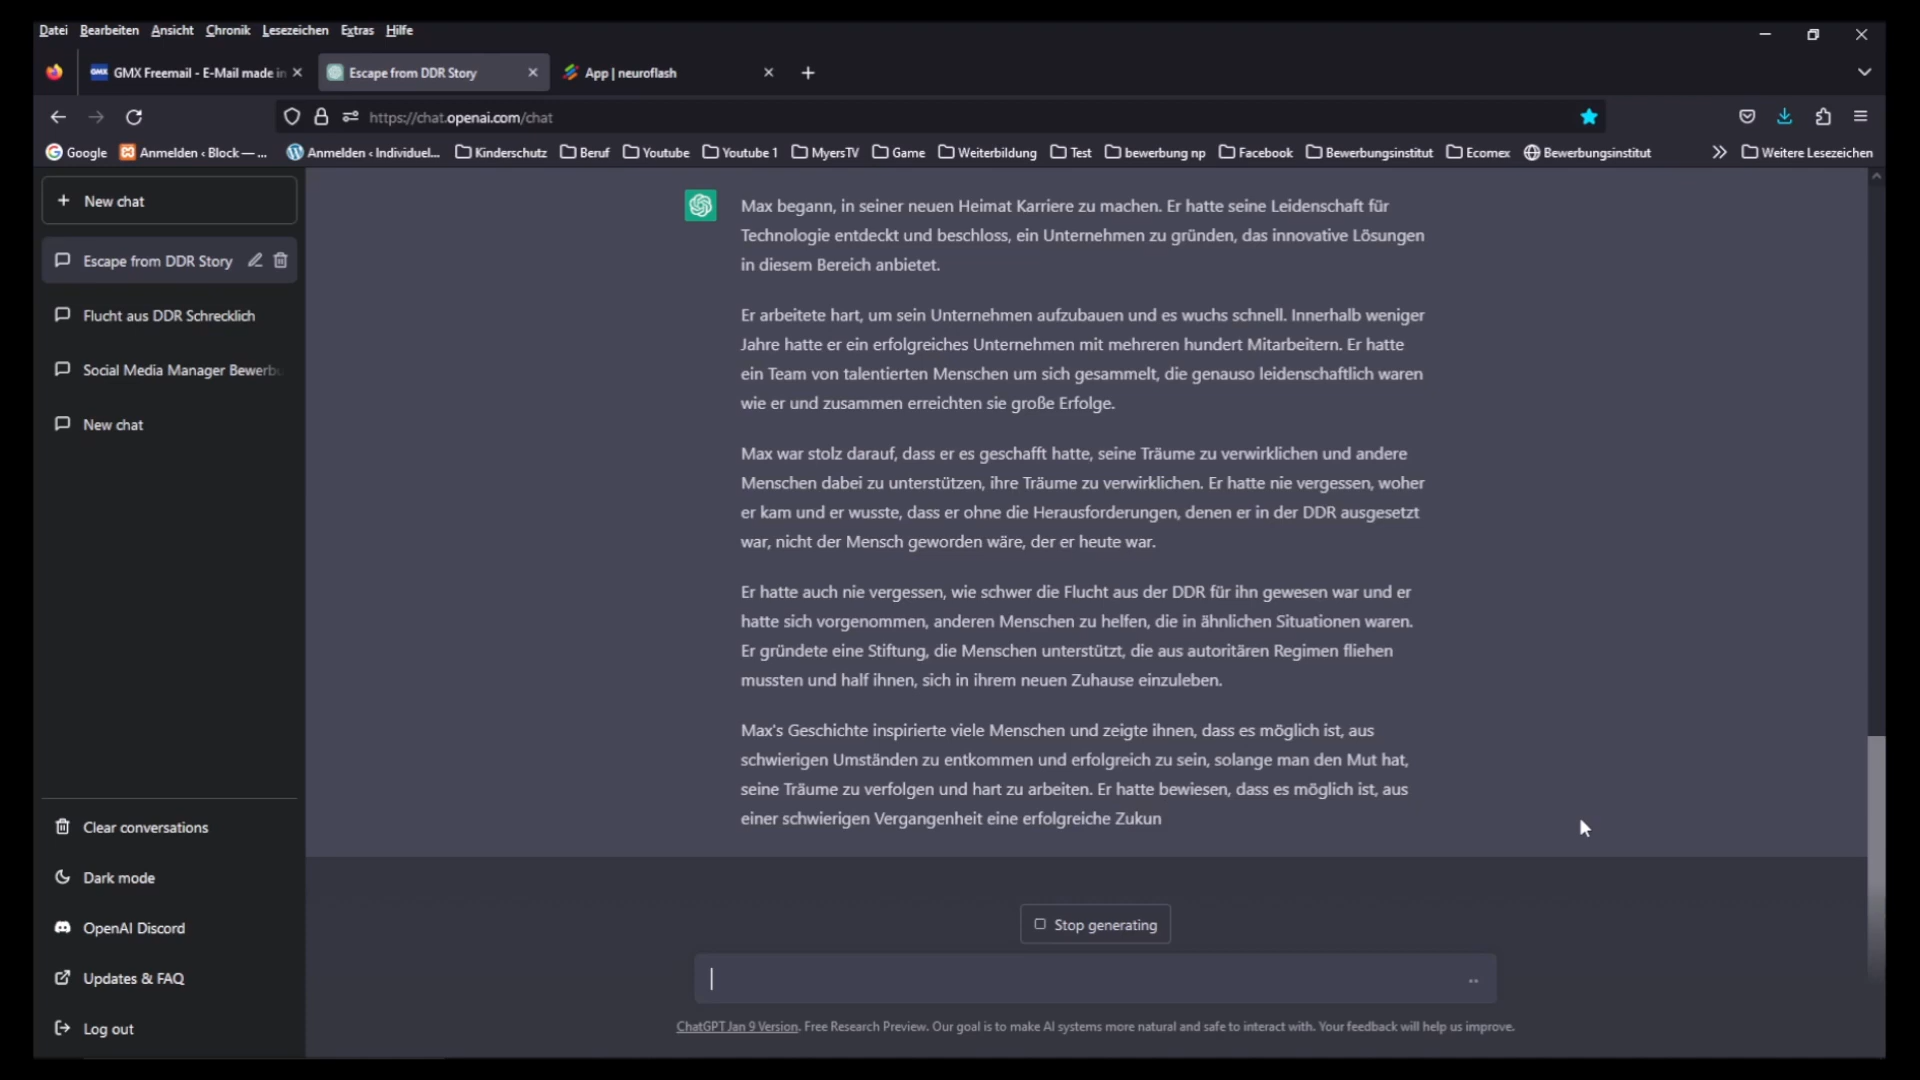 Datei Bearbeiten Ansicht Chronik Lesezeichen Extras Hilfe
GMX Freemail - E-Mail made in
Escape from DDR Story
App | neuroflash
https://chat.openai.com/chat
Google
Anmelden ‹ Block — ...
Anmelden ‹ Individuel...
Kinderschutz
Beruf
Youtube
Youtube 1
MyersTV
Game
Weiterbildung
Test
bewerbung np
Facebook
Bewerbungsinstitut
Ecomex
Bewerbungsinstitut
Weitere Lesezeichen
New chat
Escape from DDR Story
Flucht aus DDR Schrecklich
Social Media Manager Bewerbu
New chat
Clear conversations
Dark mode
OpenAI Discord
Updates & FAQ
Log out
Max begann, in seiner neuen Heimat Karriere zu machen. Er hatte seine Leidenschaft für
Technologie entdeckt und beschloss, ein Unternehmen zu gründen, das innovative Lösungen
in diesem Bereich anbietet.
Er arbeitete hart, um sein Unternehmen aufzubauen und es wuchs schnell. Innerhalb weniger
Jahre hatte er ein erfolgreiches Unternehmen mit mehreren hundert Mitarbeitern. Er hatte
ein Team von talentierten Menschen um sich gesammelt, die genauso leidenschaftlich waren
wie er und zusammen erreichten sie große Erfolge.
Max war stolz darauf, dass er es geschafft hatte, seine Träume zu verwirklichen und andere
Menschen dabei zu unterstützen, ihre Träume zu verwirklichen. Er hatte nie vergessen, woher
er kam und er wusste, dass er ohne die Herausforderungen, denen er in der DDR ausgesetzt
war, nicht der Mensch geworden wäre, der er heute war.
Er hatte auch nie vergessen, wie schwer die Flucht aus der DDR für ihn gewesen war und er
hatte sich vorgenommen, anderen Menschen zu helfen, die in ähnlichen Situationen waren.
Er gründete eine Stiftung, die Menschen unterstützt, die aus autoritären Regimen fliehen
mussten und half ihnen, sich in ihrem neuen Zuhause einzuleben.
Max's Geschichte inspirierte viele Menschen und zeigte ihnen, dass es möglich ist, aus
schwierigen Umständen zu entkommen und erfolgreich zu sein, solange man den Mut hat,
seine Träume zu verfolgen und hart zu arbeiten. Er hatte bewiesen, dass es möglich ist, aus
einer schwierigen Vergangenheit eine erfolgreiche Zukun
Stop generating
ChatGPT Jan 9 Version. Free Research Preview. Our goal is to make AI systems more natural and safe to interact with. Your feedback will help us improve.